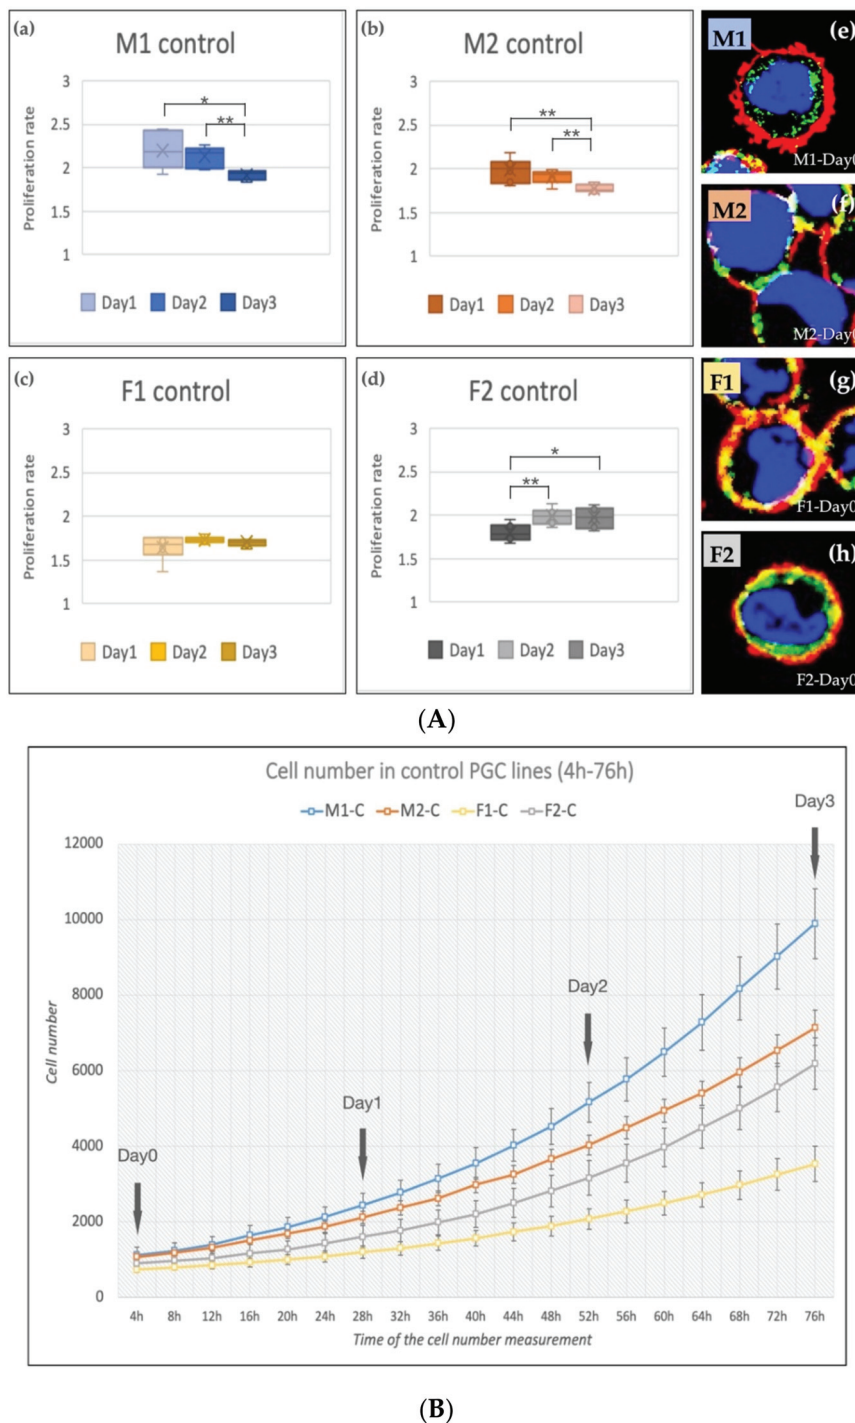 (a)
M1 control
Proliferation rate
3
2.5
2
1.5
1
*
**
Day1 Day2 Day3
(b)
M2 control
Proliferation rate
3
2.5
2
1.5
1
**
**
Day1 Day2 Day3
M1
(e)
M1-Day0
M2
(f)
M2-Day0
(c)
F1 control
Proliferation rate
3
2.5
2
1.5
1
Day1 Day2 Day3
(d)
F2 control
Proliferation rate
3
2.5
2
1.5
1
*
**
Day1 Day2 Day3
F1
(g)
F1-Day0
F2
(h)
F2-Day0
(A)
Cell number in control PGC lines (4h-76h)
M1-C M2-C F1-C F2-C
Day3
Day2
Day1
Day0
Cell number
12000
10000
8000
6000
4000
2000
0
4h 8h 12h 16h 20h 24h 28h 32h 36h 40h 44h 48h 52h 56h 60h 64h 68h 72h 76h
Time of the cell number measurement
(B)